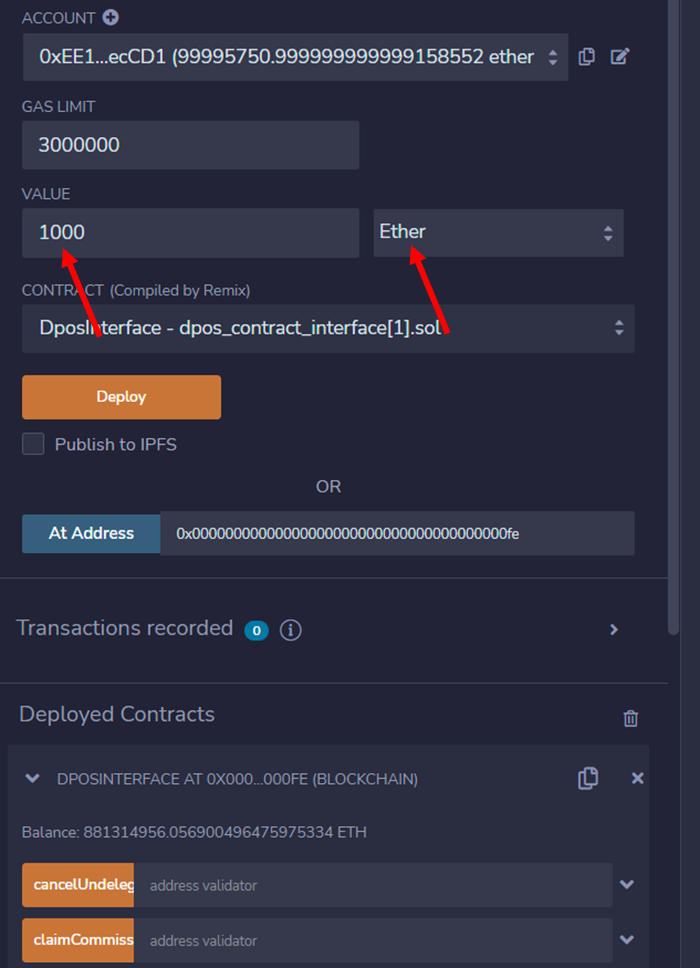 ACCOUNT
0xEE1...ecCD1 (99995750.999999999999158552 ether
GAS LIMIT
3000000
VALUE
1000
Ether
CONTRACT (Compiled by Remix)
DposInterface - dpos_contract_interface[1].sol
Deploy
Publish to IPFS
OR
At Address
0x00000000000000000000000000000000000000fe
Transactions recorded 0
Deployed Contracts
DPOSINTERFACE AT 0X000...000FE (BLOCKCHAIN)
Balance: 881314956.056900496475975334 ETH
cancelUndeleg
address validator
claimCommiss
address validator